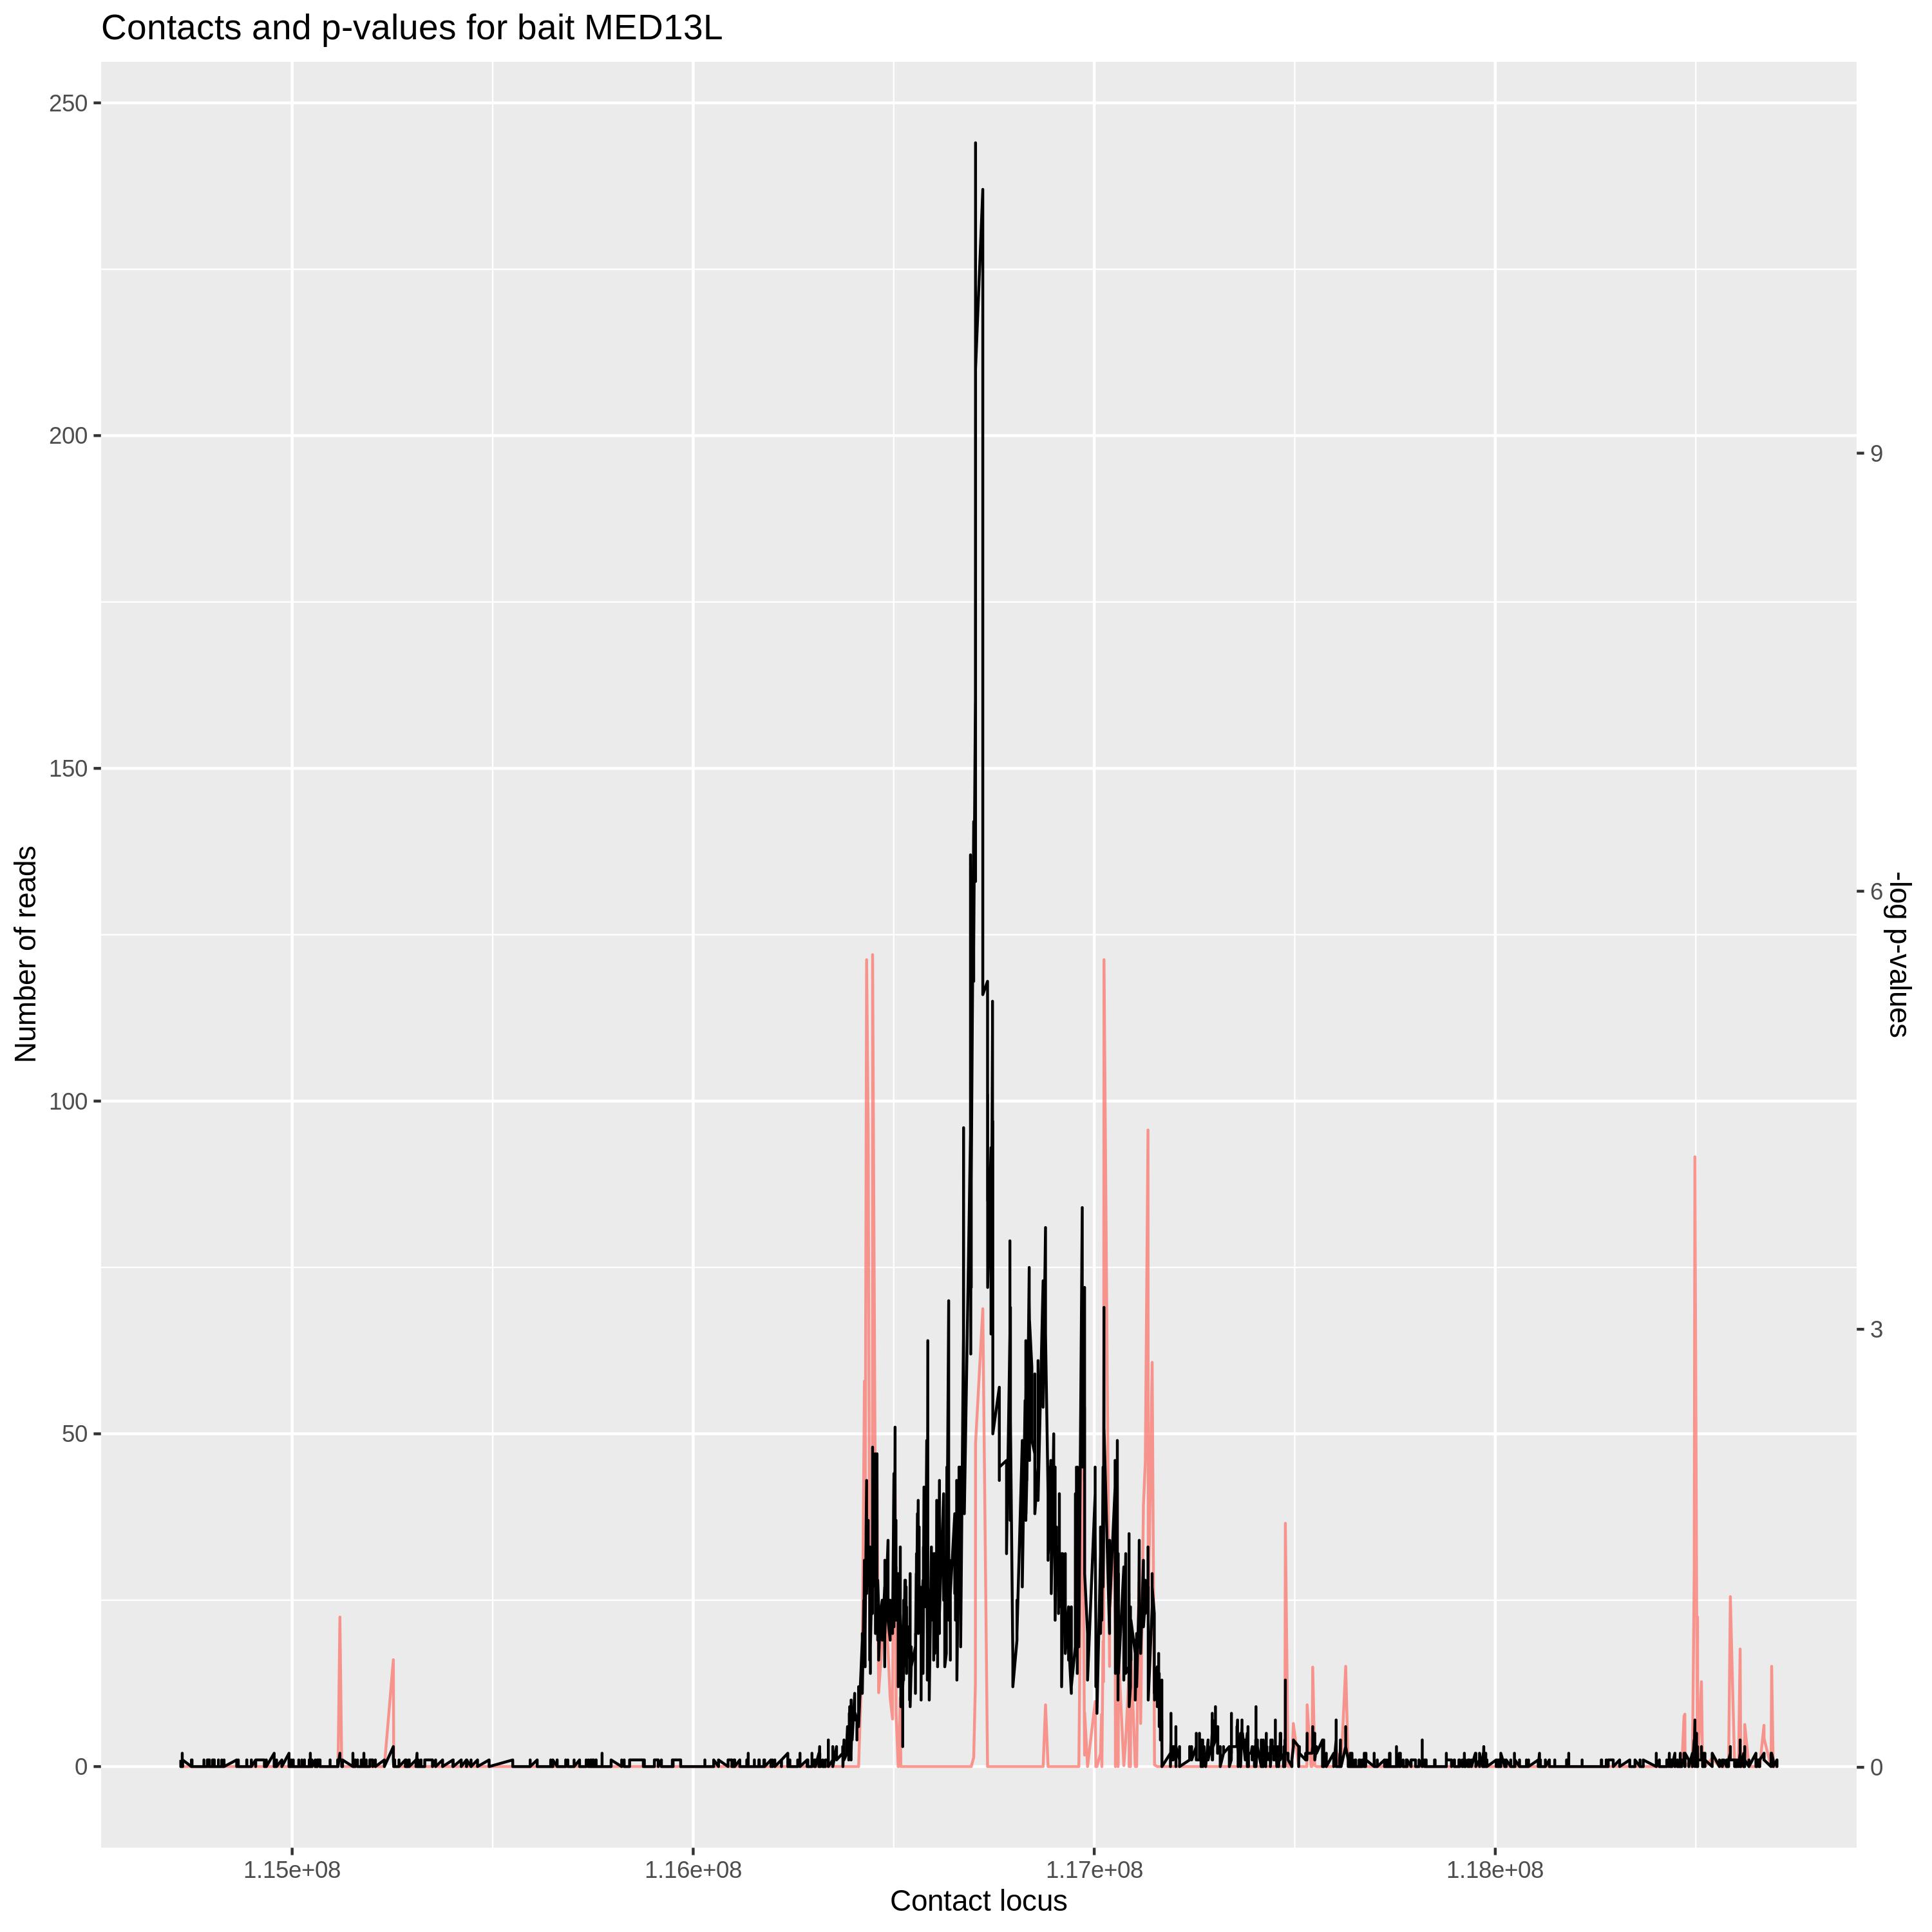 Contacts and p-values for bait MED13L
250
200
150
100
50
0
Number of reads
9
6
3
0
-log p-values
1.15e+08
1.16e+08
1.17e+08
1.18e+08
Contact locus